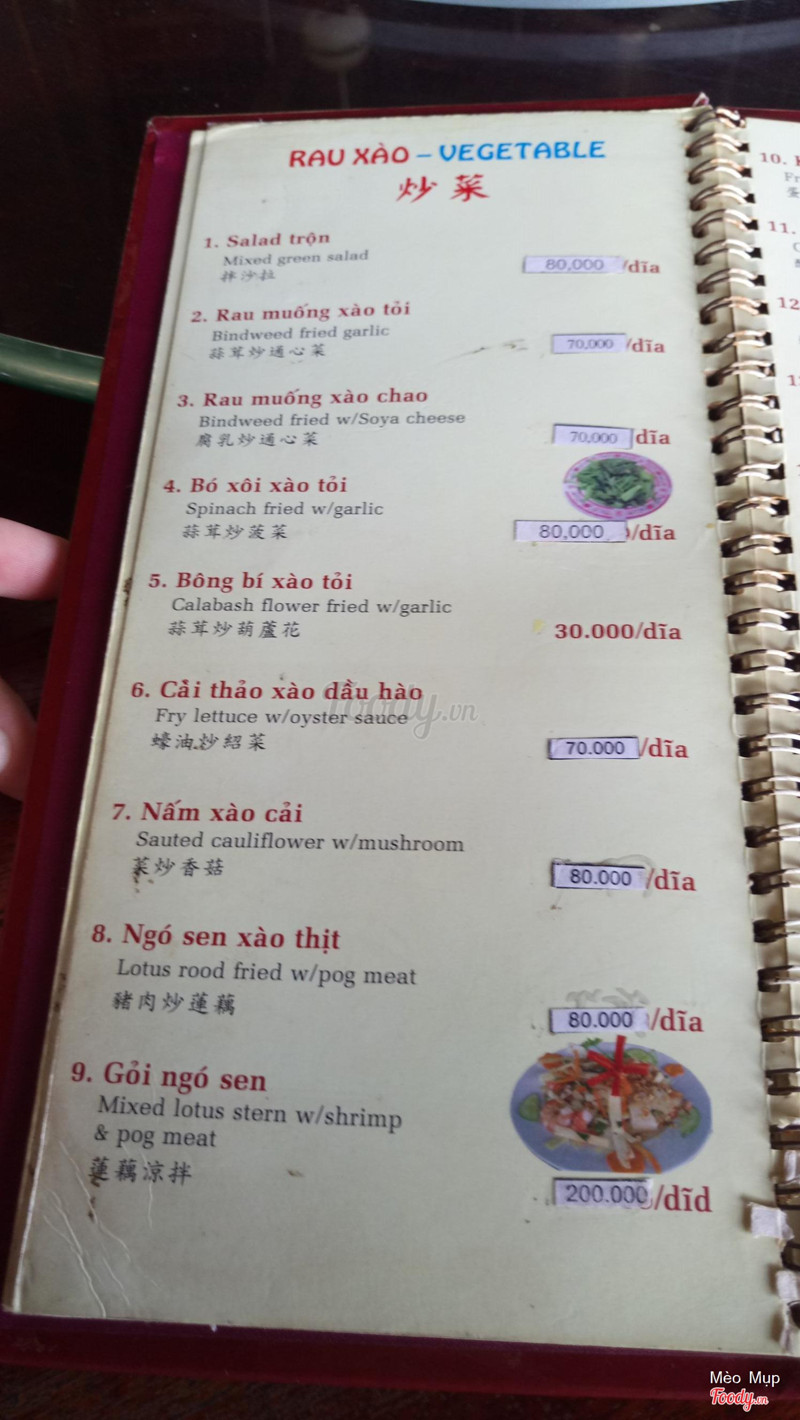 RAU XÀO – VEGETABLE
炒菜
1. Salad trộn
Mixed green salad
拌沙拉
80,000 /dĩa
2. Rau muống xào tỏi
Bindweed fried garlic
蒜茸炒通心菜
70,000 /dĩa
3. Rau muống xào chao
Bindweed fried w/Soya cheese
腐乳炒通心菜
70,000 dĩa
4. Bó xôi xào tỏi
Spinach fried w/garlic
蒜茸炒菠菜
80,000 /dĩa
5. Bông bí xào tỏi
Calabash flower fried w/garlic
蒜茸炒葫蘆花
30.000/dĩa
6. Cải thảo xào dầu hào
Fry lettuce w/oyster sauce
蠔油炒绍菜
70.000 /dĩa
7. Nấm xào cải
Sauted cauliflower w/mushroom
菜炒香菇
80.000 /dĩa
8. Ngó sen xào thịt
Lotus rood fried w/pog meat
豬肉炒蓮藕
80.000 /dĩa
9. Gỏi ngó sen
Mixed lotus stern w/shrimp
& pog meat
蓮藕涼拌
200.000 /dĩd
10.
11.
12
foody.vn
Mèo Mụp
Foody.vn